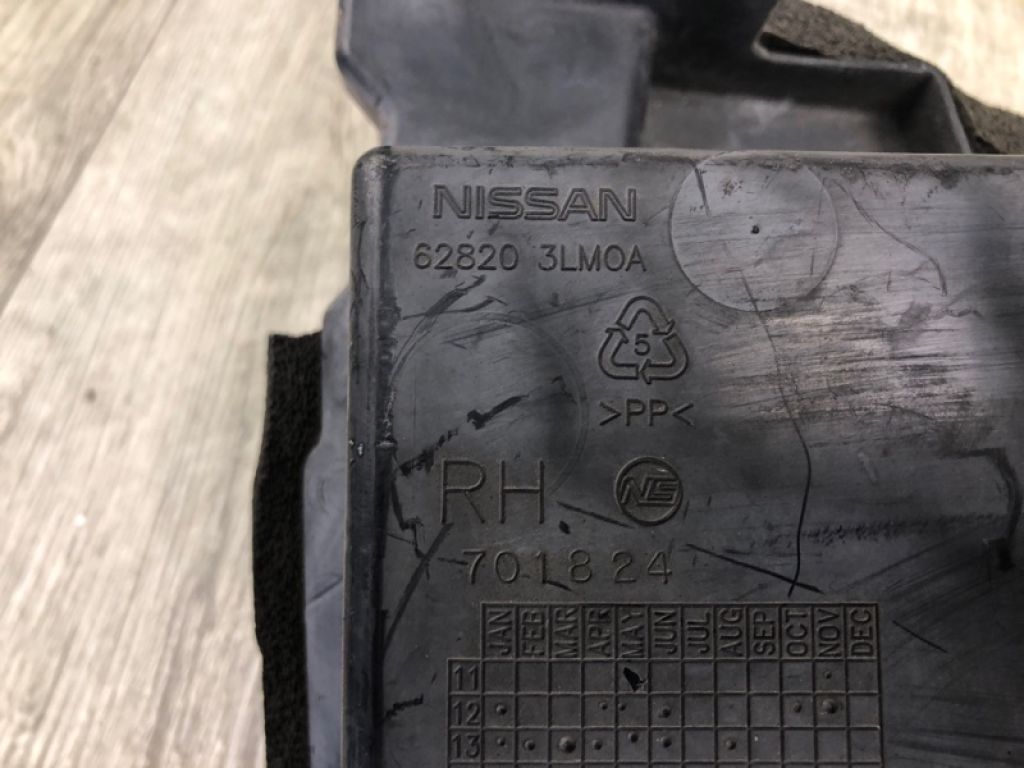 NISSAN
62820 3LM0A
5
>PP<
RH
701824
JAN FEB MAR APR MAY JUN JUL AUG SEP OCT NOV DEC
11
12
13